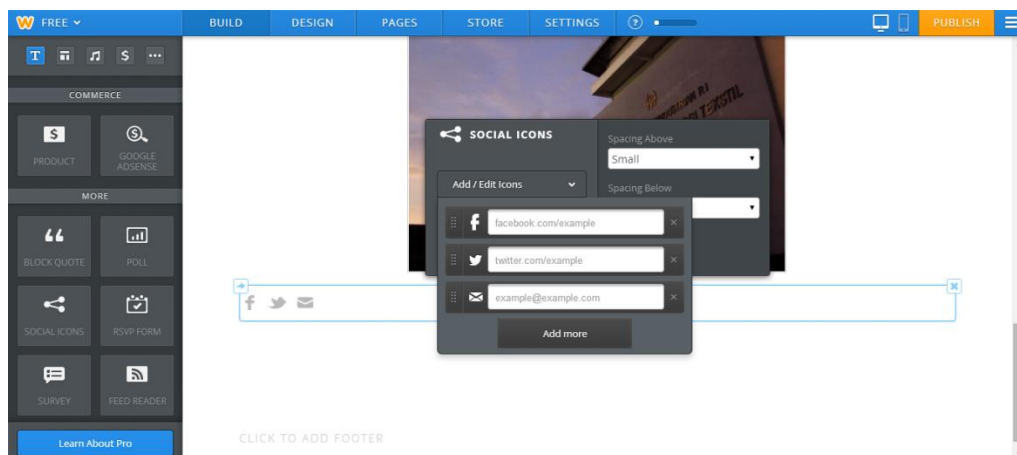 FREE
BUILD
DESIGN
PAGES
STORE
SETTINGS
?
PUBLISH
T
$
COMMERCE
PRODUCT
GOOGLE
ADSENSE
MORE
BLOCK QUOTE
POLL
SOCIAL ICONS
RSVP FORM
SURVEY
FEED READER
Learn About Pro
RI
TEKSTIL
SOCIAL ICONS
Add / Edit Icons
facebook.com/example
twitter.com/example
example@example.com
Add more
Spacing Above
Small
Spacing Below
CLICK TO ADD FOOTER